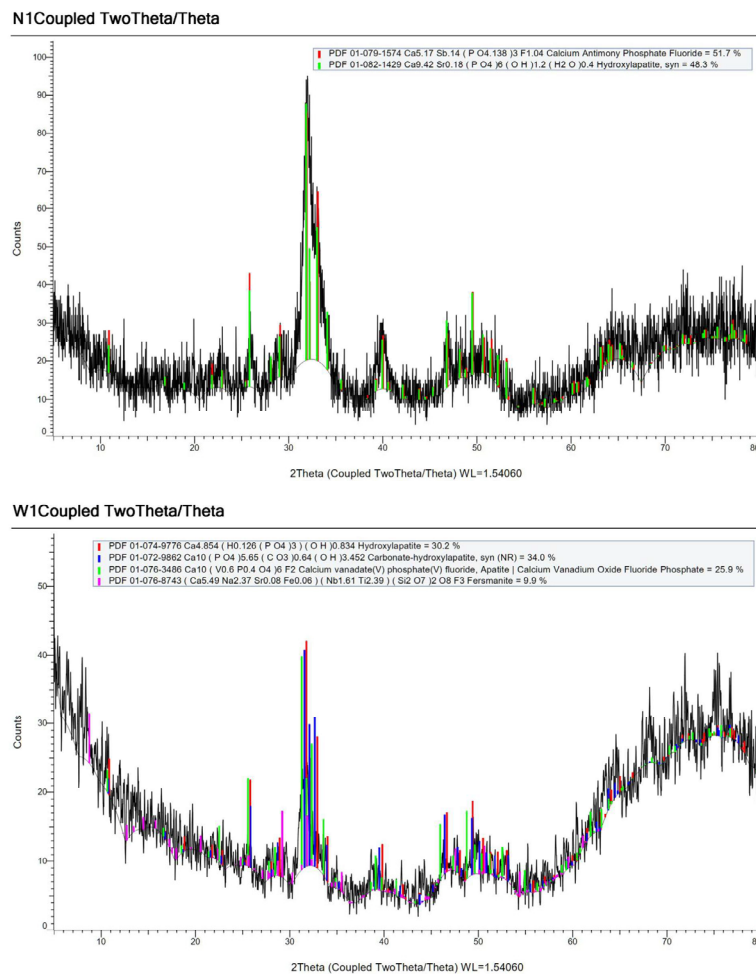 N1Coupled TwoTheta/Theta
PDF 01-079-1574 Ca5.17 Sb.14 ( P O4.138 )3 F1.04 Calcium Antimony Phosphate Fluoride = 51.7 %
PDF 01-082-1429 Ca9.42 Sr0.18 ( P O4 )6 ( O H )1.2 ( H2 O )0.4 Hydroxylapatite, syn = 48.3 %
100
90
80
70
60
50
40
30
20
10
0
Counts
10 20 30 40 50 60 70 80
2Theta (Coupled TwoTheta/Theta) WL=1.54060
W1Coupled TwoTheta/Theta
PDF 01-074-9776 Ca4.854 ( H0.126 ( P O4 )3 ) ( O H )0.834 Hydroxylapatite = 30.2 %
PDF 01-072-9862 Ca10 ( P O4 )5.65 ( C O3 )0.64 ( O H )3.452 Carbonate-hydroxylapatite, syn (NR) = 34.0 %
PDF 01-076-3486 Ca10 ( V0.6 P0.4 O4 )6 F2 Calcium vanadate(V) phosphate(V) fluoride, Apatite | Calcium Vanadium Oxide Fluoride Phosphate = 25.9 %
PDF 01-076-8743 ( Ca5.49 Na2.37 Sr0.08 Fe0.06 ) ( Nb1.61 Ti2.39 ) ( Si2 O7 )2 O8 F3 Fersmanite = 9.9 %
50
40
30
20
10
0
Counts
10 20 30 40 50 60 70 80
2Theta (Coupled TwoTheta/Theta) WL=1.54060